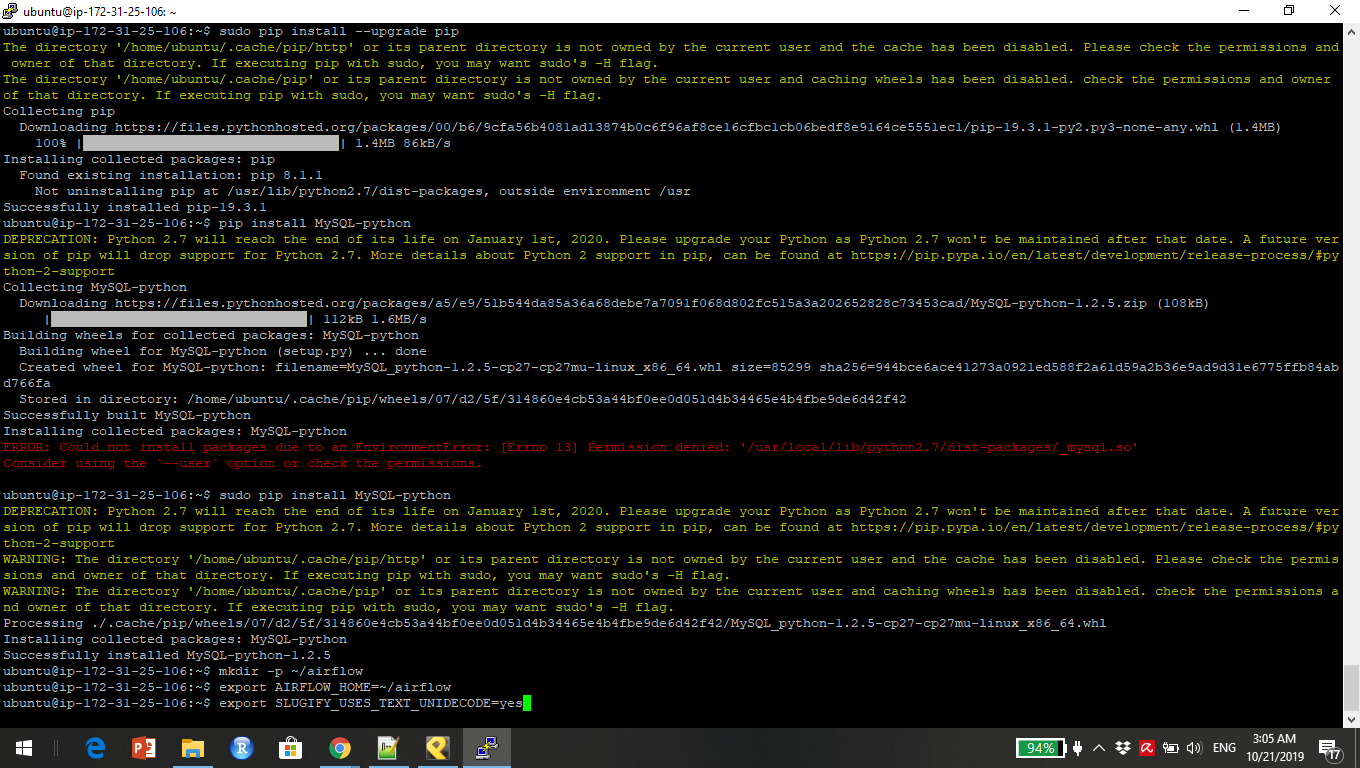 ubuntu@ip-172-31-25-106: ~
ubuntu@ip-172-31-25-106:~$ sudo pip install --upgrade pip
The directory '/home/ubuntu/.cache/pip/http' or its parent directory is not owned by the current user and the cache has been disabled. Please check the permissions and
owner of that directory. If executing pip with sudo, you may want sudo's -H flag.
The directory '/home/ubuntu/.cache/pip' or its parent directory is not owned by the current user and caching wheels has been disabled. check the permissions and owner
of that directory. If executing pip with sudo, you may want sudo's -H flag.
Collecting pip
Downloading https://files.pythonhosted.org/packages/00/b6/9cfa56b4081ad13874b0c6f96af8ce16cfbc1cb06bedf8e9164ce5551ec1/pip-19.3.1-py2.py3-none-any.whl (1.4MB)
100% |████████████████████████████████| 1.4MB 86kB/s
Installing collected packages: pip
Found existing installation: pip 8.1.1
Not uninstalling pip at /usr/lib/python2.7/dist-packages, outside environment /usr
Successfully installed pip-19.3.1
ubuntu@ip-172-31-25-106:~$ pip install MySQL-python
DEPRECATION: Python 2.7 will reach the end of its life on January 1st, 2020. Please upgrade your Python as Python 2.7 won't be maintained after that date. A future ver
sion of pip will drop support for Python 2.7. More details about Python 2 support in pip, can be found at https://pip.pypa.io/en/latest/development/release-process/#py
thon-2-support
Collecting MySQL-python
Downloading https://files.pythonhosted.org/packages/a5/e9/51b544da85a36a68debe7a7091f068d802fc515a3a202652828c73453cad/MySQL-python-1.2.5.zip (108kB)
|████████████████████████████████| 112kB 1.6MB/s
Building wheels for collected packages: MySQL-python
Building wheel for MySQL-python (setup.py) ... done
Created wheel for MySQL-python: filename=MySQL_python-1.2.5-cp27-cp27mu-linux_x86_64.whl size=85299 sha256=944bce6ace41273a0921ed588f2a61d59a2b36e9ad9d31e6775ffb84ab
d766fa
Stored in directory: /home/ubuntu/.cache/pip/wheels/07/d2/5f/314860e4cb53a44bf0ee0d051d4b34465e4b4fbe9de6d42f42
Successfully built MySQL-python
Installing collected packages: MySQL-python
ERROR: Could not install packages due to an EnvironmentError: [Errno 13] Permission denied: '/usr/local/lib/python2.7/dist-packages/_mysql.so'
Consider using the `--user` option or check the permissions.
ubuntu@ip-172-31-25-106:~$ sudo pip install MySQL-python
DEPRECATION: Python 2.7 will reach the end of its life on January 1st, 2020. Please upgrade your Python as Python 2.7 won't be maintained after that date. A future ver
sion of pip will drop support for Python 2.7. More details about Python 2 support in pip, can be found at https://pip.pypa.io/en/latest/development/release-process/#py
thon-2-support
WARNING: The directory '/home/ubuntu/.cache/pip/http' or its parent directory is not owned by the current user and the cache has been disabled. Please check the permis
sions and owner of that directory. If executing pip with sudo, you may want sudo's -H flag.
WARNING: The directory '/home/ubuntu/.cache/pip' or its parent directory is not owned by the current user and caching wheels has been disabled. check the permissions a
nd owner of that directory. If executing pip with sudo, you may want sudo's -H flag.
Processing ./.cache/pip/wheels/07/d2/5f/314860e4cb53a44bf0ee0d051d4b34465e4b4fbe9de6d42f42/MySQL_python-1.2.5-cp27-cp27mu-linux_x86_64.whl
Installing collected packages: MySQL-python
Successfully installed MySQL-python-1.2.5
ubuntu@ip-172-31-25-106:~$ mkdir -p ~/airflow
ubuntu@ip-172-31-25-106:~$ export AIRFLOW_HOME=~/airflow
ubuntu@ip-172-31-25-106:~$ export SLUGIFY_USES_TEXT_UNIDECODE=yes
94%
ENG
3:05 AM
10/21/2019
17